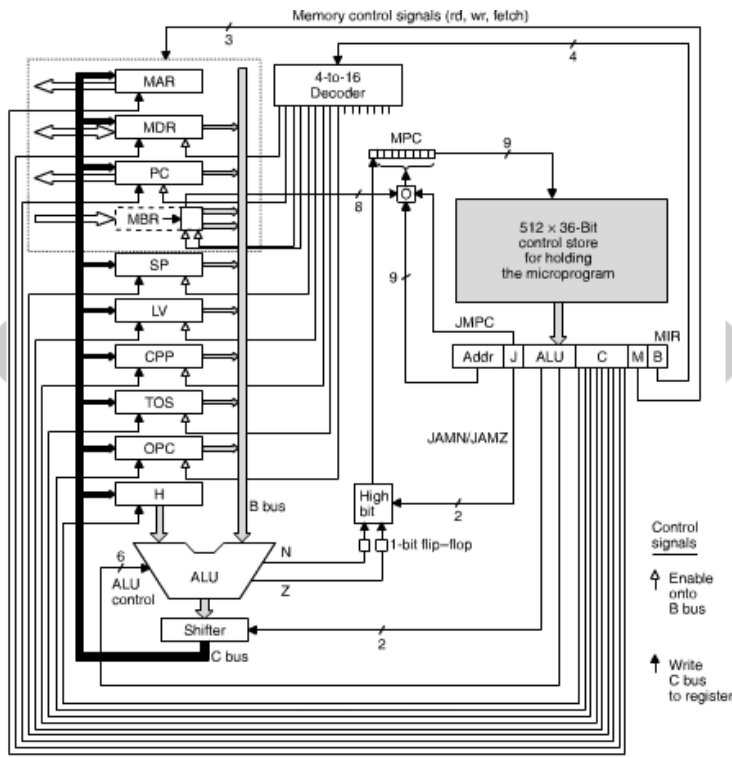 Memory control signals (rd, wr, fetch)
3
4
MAR
4-to-16
Decoder
MDR
MPC
9
PC
O
8
MBR
512 × 36-Bit
control store
for holding
the microprogram
SP
9
LV
JMPC
MIR
Addr J ALU C M B
CPP
TOS
JAMN/JAMZ
OPC
H
High
bit
2
B bus
Control
signals
N
1-bit flip–flop
6
ALU
Z
ALU
control
Enable
onto
B bus
Shifter
2
C bus
Write
C bus
to register